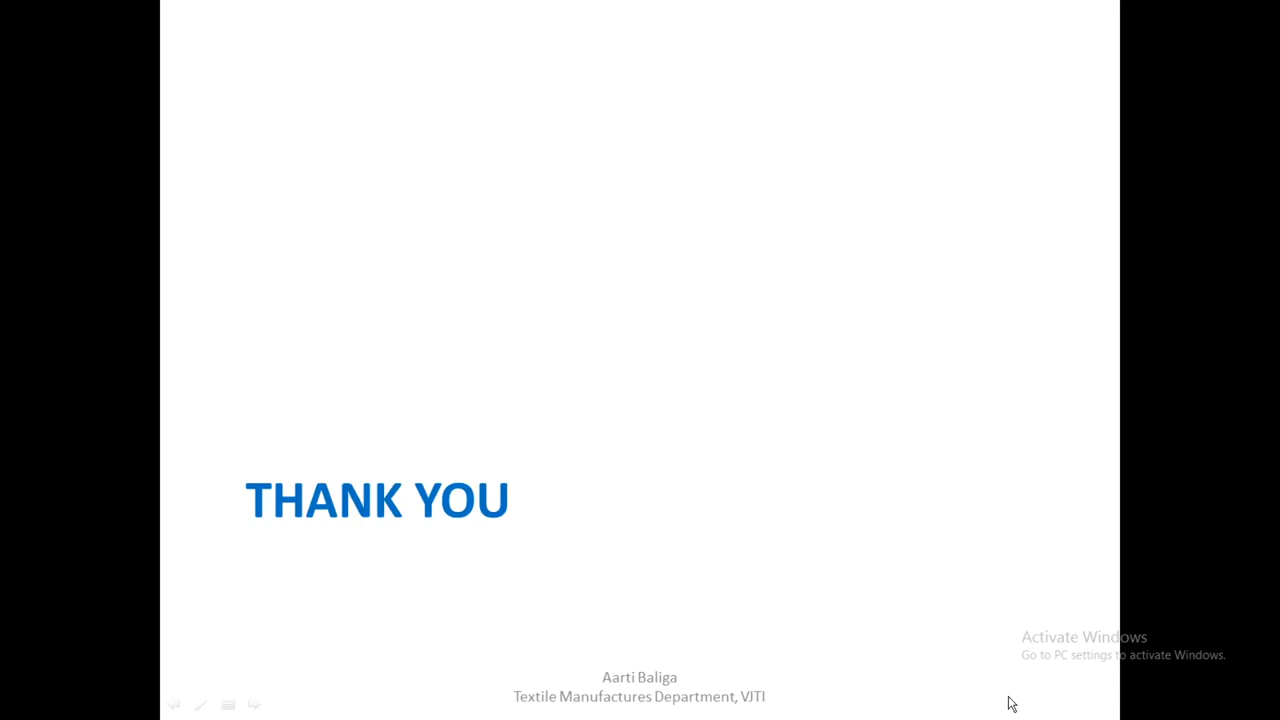 THANK YOU
Activate Windows
Go to PC settings to activate Windows.
Aarti Baliga
Textile Manufactures Department, VJTI